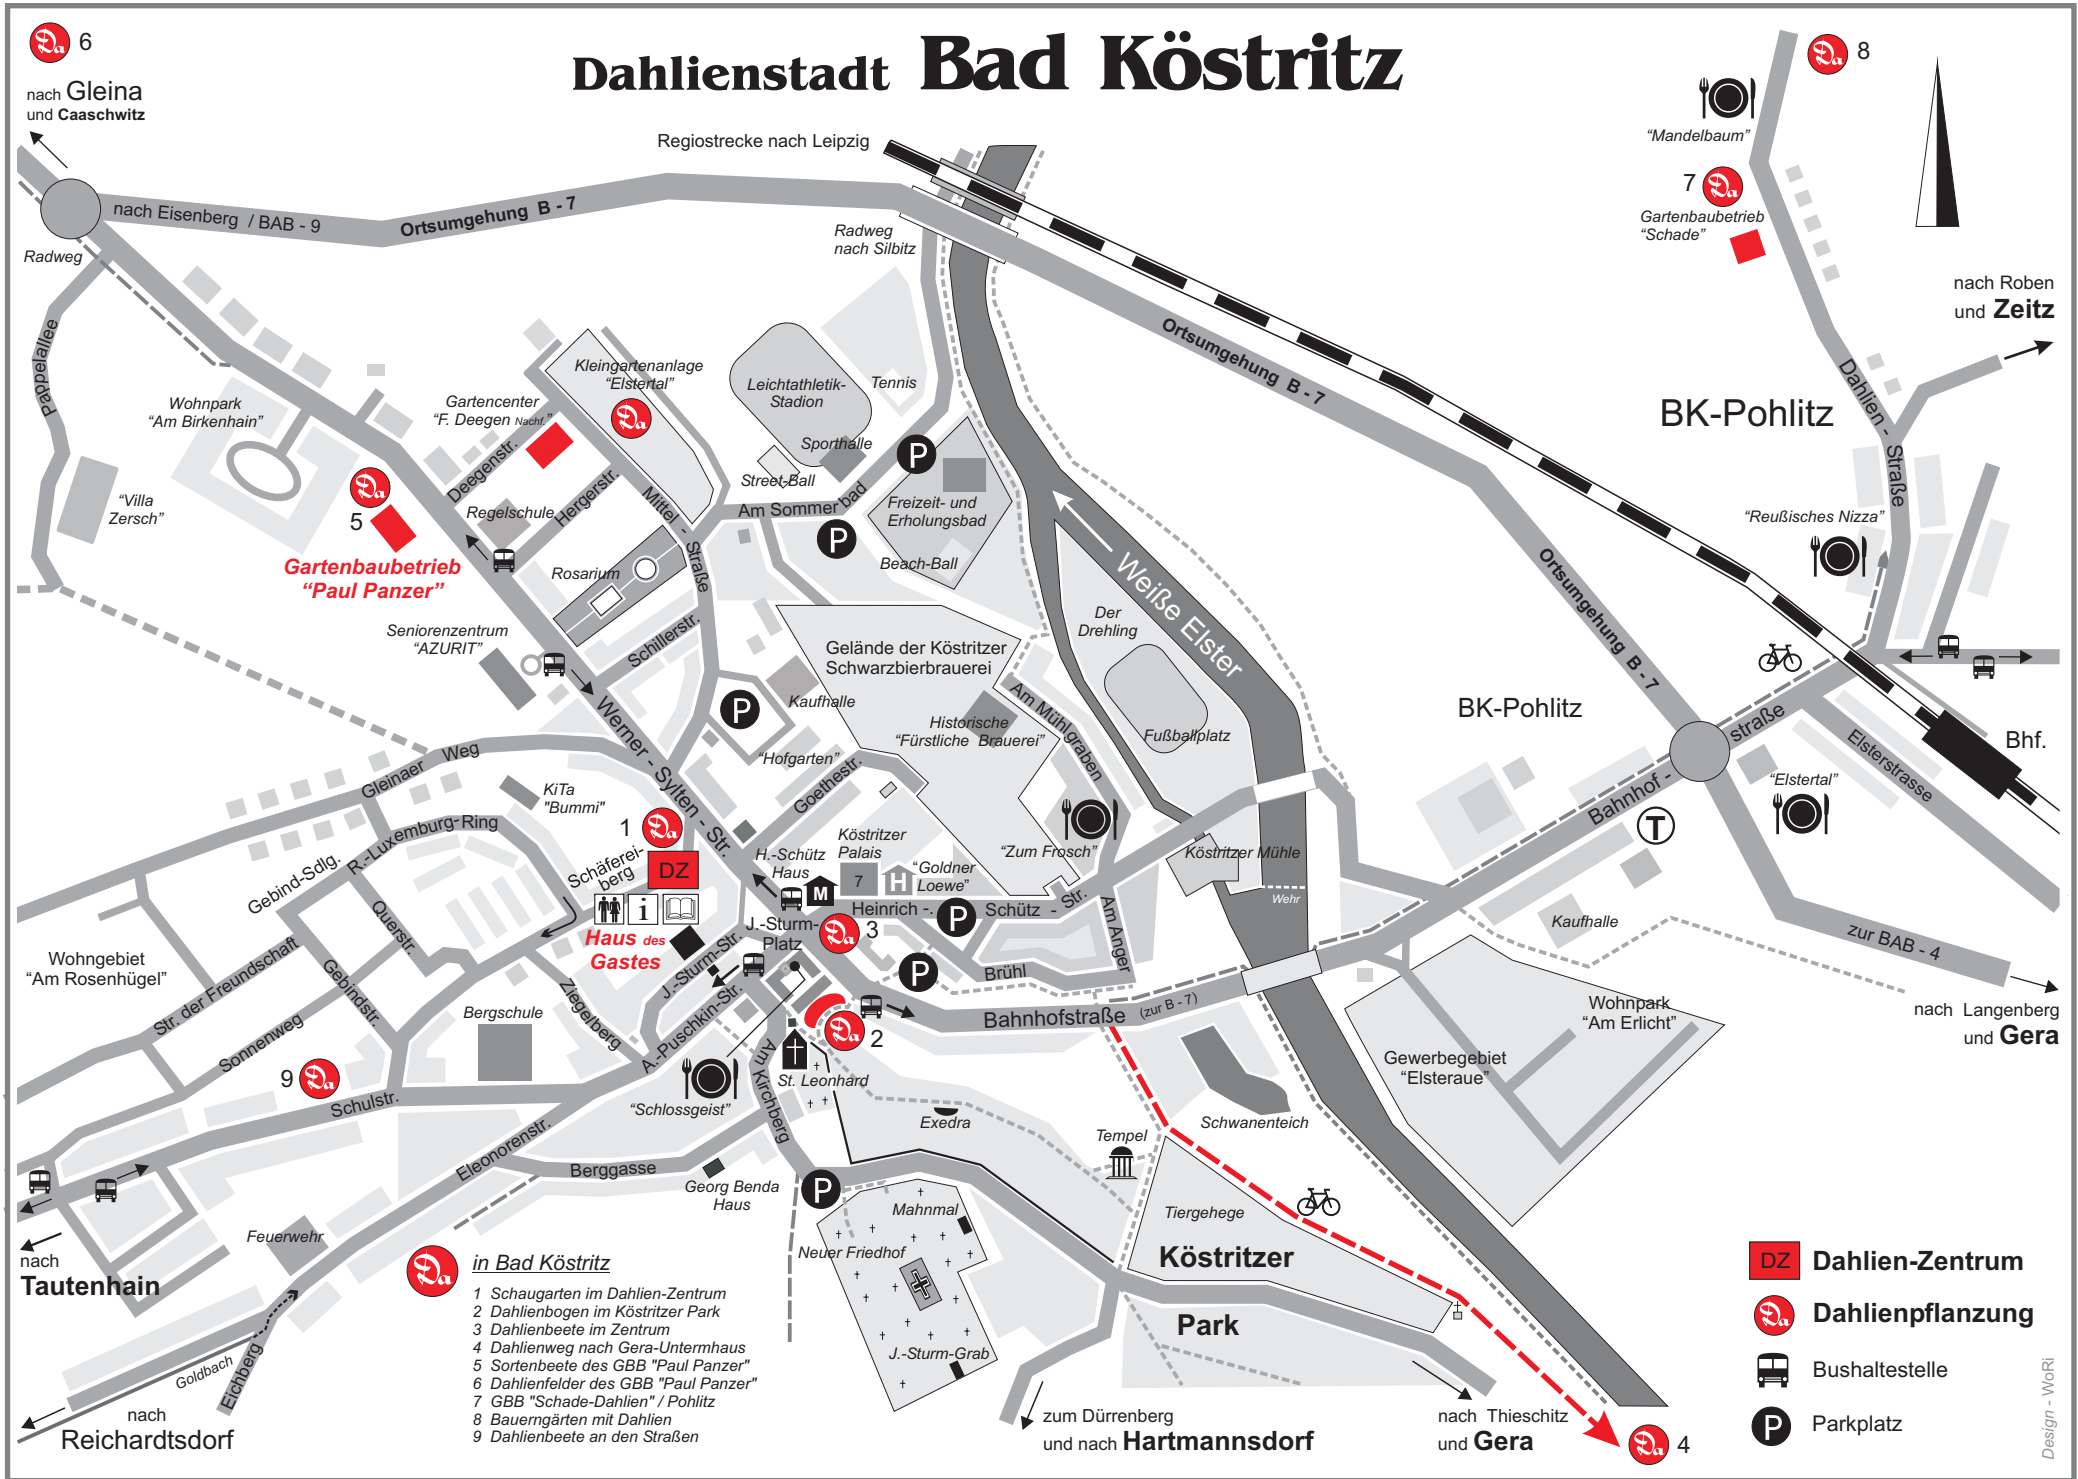 Dahlienstadt Bad Köstritz
Da 6
nach Gleina
und Caaschwitz
Regiostrecke nach Leipzig
Da 8
"Mandelbaum"
7 Da
Gartenbaubetrieb
"Schade"
nach Eisenberg / BAB - 9
Ortsumgehung B - 7
Radweg
Radweg
nach Silbitz
nach Roben
und Zeitz
Pappelallee
Wohnpark
"Am Birkenhain"
Kleingartenanlage
"Elstertal"
Da
Gartencenter
"F. Deegen Nachf."
Leichtathletik-
Stadion
Tennis
Sporthalle
Street-Ball
Ortsumgehung B - 7
BK-Pohlitz
Dahlien - Straße
"Villa
Zersch"
Da
5
Gartenbaubetrieb
"Paul Panzer"
Deegenstr.
Regelschule
Hergerstr.
Mittel - Straße
Am Sommerbad
P
P
Freizeit- und
Erholungsbad
Beach-Ball
"Reußisches Nizza"
Rosarium
Weiße Elster
Der
Drehling
Ortsumgehung B - 7
Seniorenzentrum
"AZURIT"
Schillerstr.
Gelände der Köstritzer
Schwarzbierbrauerei
P
Kaufhalle
Historische
"Fürstliche Brauerei"
Am Mühlgraben
Fußballplatz
BK-Pohlitz
Werner - Sylten - Str.
"Hofgarten"
Goethestr.
Bahnhof - straße
Elsterstrasse
Bhf.
"Elstertal"
T
Gleinaer Weg
KiTa
"Bummi"
R.-Luxemburg-Ring
Gebind-Sdlg.
1 Da
DZ
Schäferei-
berg
i
Haus des
Gastes
H.-Schütz
Haus
M
Köstritzer
Palais
7
H
"Goldner
Loewe"
"Zum Frosch"
Köstritzer Mühle
Wehr
Kaufhalle
Heinrich -. Schütz - Str.
P
J.-Sturm-
Platz
Da 3
Querstr.
Wohngebiet
"Am Rosenhügel"
Str. der Freundschaft
Gebindstr.
Sonnenweg
Ziegelberg
J.-Sturm-Str.
A.-Puschkin-Str.
P
Brühl
Am Anger
zur BAB - 4
nach Langenberg
und Gera
Bergschule
Da 2
Bahnhofstraße (zur B - 7)
Wohnpark
"Am Erlicht"
Gewerbegebiet
"Elsteraue"
9 Da
Schulstr.
"Schlossgeist"
Am Kirchberg
St. Leonhard
Exedra
Tempel
Schwanenteich
Eleonorenstr.
Berggasse
Georg Benda
Haus
P
Mahnmal
Neuer Friedhof
J.-Sturm-Grab
Tiergehege
Köstritzer
Park
Feuerwehr
nach
Tautenhain
Goldbach
Eichberg
nach
Reichardtsdorf
Da in Bad Köstritz
1 Schaugarten im Dahlien-Zentrum
2 Dahlienbogen im Köstritzer Park
3 Dahlienbeete im Zentrum
4 Dahlienweg nach Gera-Untermhaus
5 Sortenbeete des GBB "Paul Panzer"
6 Dahlienfelder des GBB "Paul Panzer"
7 GBB "Schade-Dahlien" / Pohlitz
8 Bauerngärten mit Dahlien
9 Dahlienbeete an den Straßen
zum Dürrenberg
und nach Hartmannsdorf
nach Thieschitz
und Gera
Da 4
DZ Dahlien-Zentrum
Da Dahlienpflanzung
Bushaltestelle
P Parkplatz
Design - WoRi